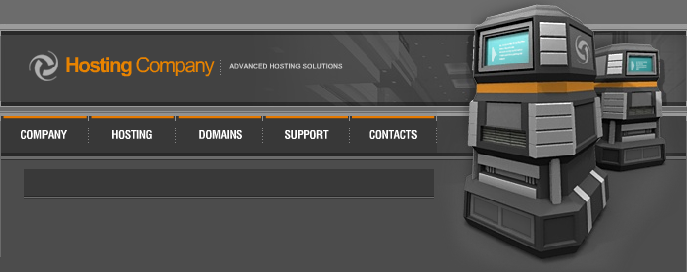 Hosting Company
ADVANCED HOSTING SOLUTIONS
COMPANY
HOSTING
DOMAINS
SUPPORT
CONTACTS